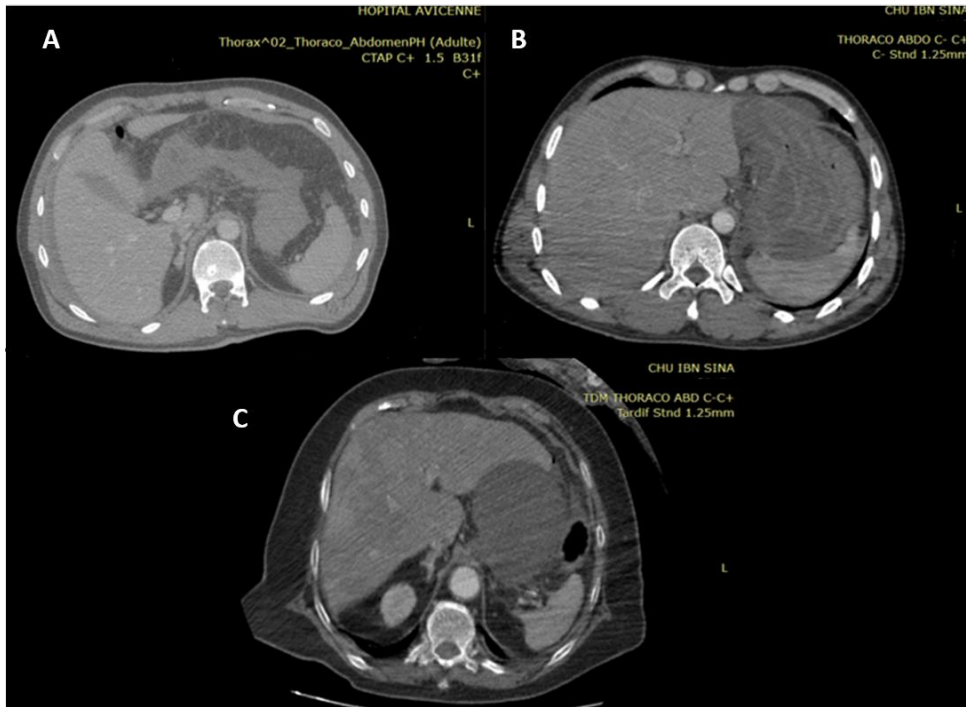 HOPITAL AVICENNE
A
Thorax^02_Thoraco_AbdomenPH (Adulte)
CTAP C+ 1.5 B31f
C+
L
CHU IBN SINA
B
THORACO ABDO C- C+
C- Stnd 1.25mm
L
CHU IBN SINA
C
TDM THORACO ABD C-C+
Tardif Stnd 1.25mm
L